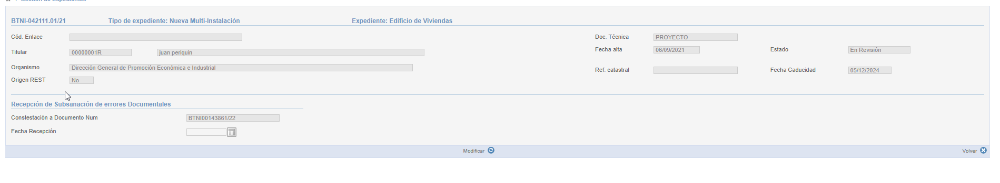 Gestión de Expedientes
BTNI-042111.01/21 Tipo de expediente: Nueva Multi-Instalación Expediente: Edificio de Viviendas
Cód. Enlace Doc. Técnica PROYECTO
Titular 00000001R juan periquin Fecha alta 06/09/2021 Estado En Revisión
Organismo Dirección General de Promoción Económica e Industrial Ref. catastral Fecha Caducidad 05/12/2024
Origen REST No
Recepción de Subsanación de errores Documentales
Constestación a Documento Num BTNI00143861/22
Fecha Recepción
Modificar Volver